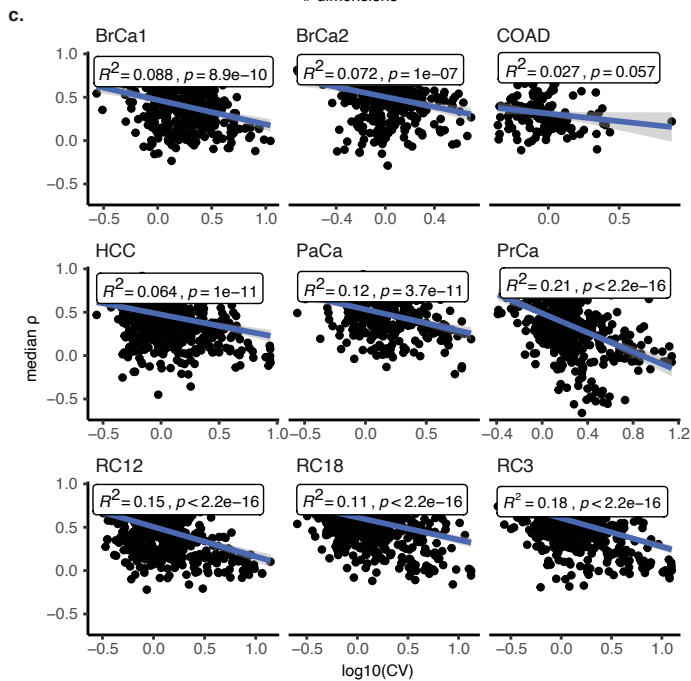 # dimensions
c.
BrCa1 BrCa2 COAD
1.0
R²=0.088, p=8.9e−10 R²=0.072, p=1e−07 R²=0.027, p=0.057
0.5
0.0
−0.5
−0.5 0.0 0.5 1.0 −0.4 0.0 0.4 0.0 0.5
HCC PaCa PrCa
1.0
R²=0.064, p=1e−11 R²=0.12, p=3.7e−11 R²=0.21, p<2.2e−16
0.5
0.0
−0.5
−0.5 0.0 0.5 1.0 −0.5 0.0 0.5 −0.4 0.0 0.4 0.8 1.2
median ρ
RC12 RC18 RC3
1.0
R²=0.15, p<2.2e−16 R²=0.11, p<2.2e−16 R²=0.18, p<2.2e−16
0.5
0.0
−0.5
−0.5 0.0 0.5 1.0 −0.5 0.0 0.5 1.0 −0.5 0.0 0.5 1.0
log10(CV)